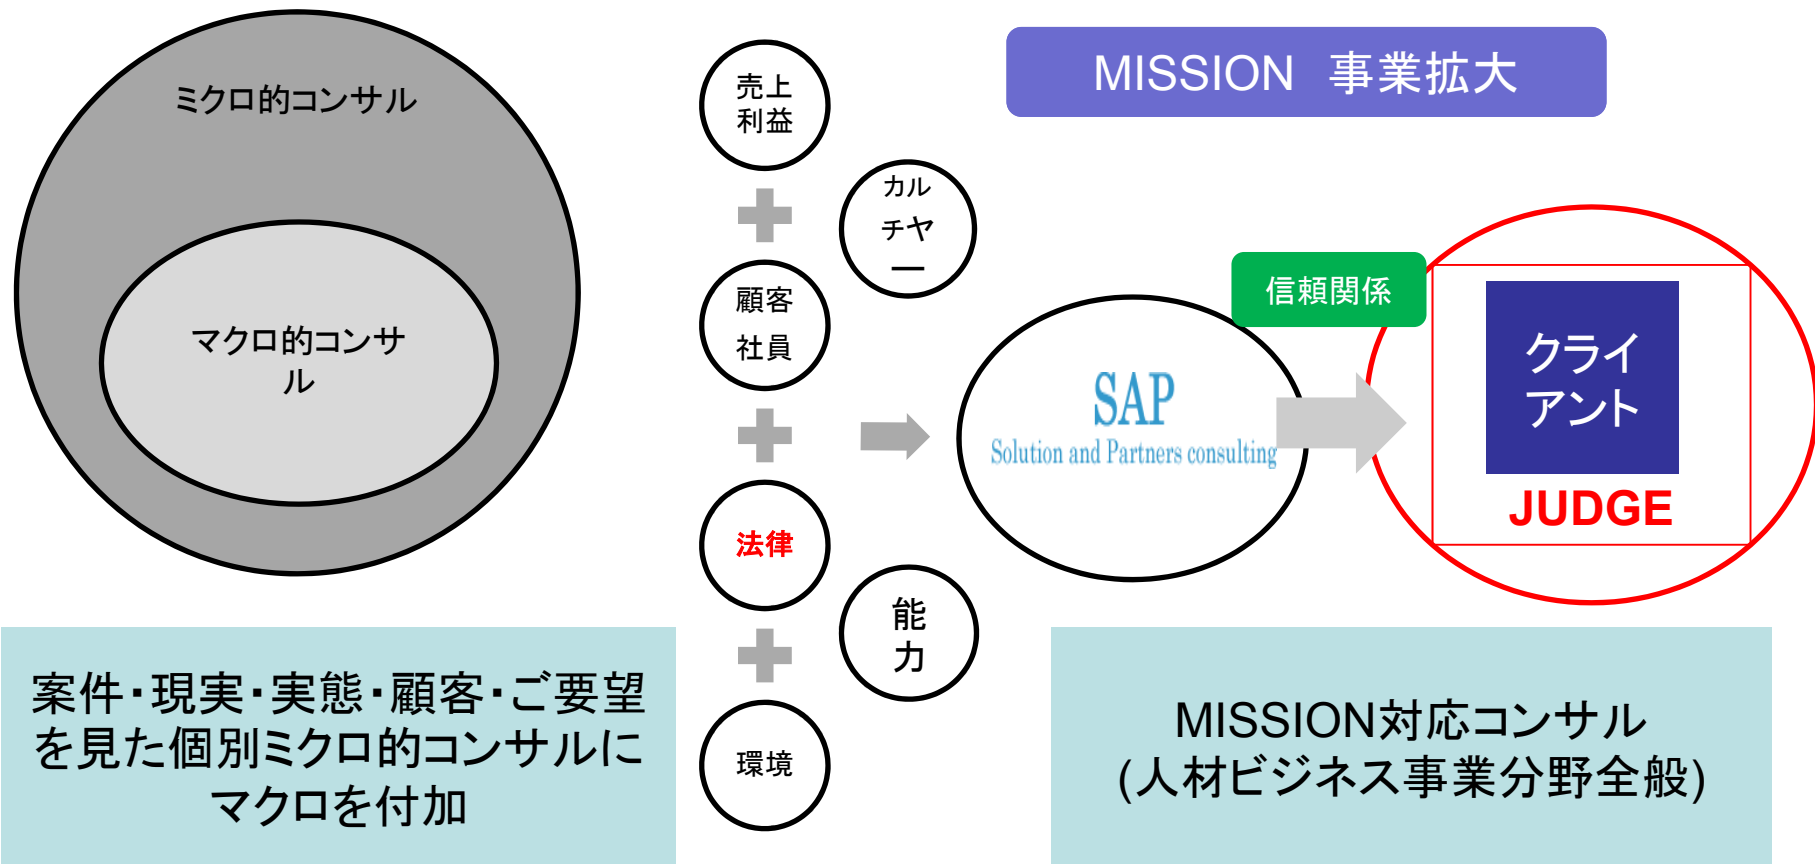 ミクロ的コンサル
マクロ的コンサ
ル
案件・現実・実態・顧客・ご要望
を見た個別ミクロ的コンサルに
マクロを付加
売上
利益
カル
チヤ
ー
顧客
社員
法律
能
力
環境
MISSION　事業拡大
信頼関係
SAP
Solution and Partners consulting
クライ
アント
JUDGE
MISSION対応コンサル
(人材ビジネス事業分野全般)